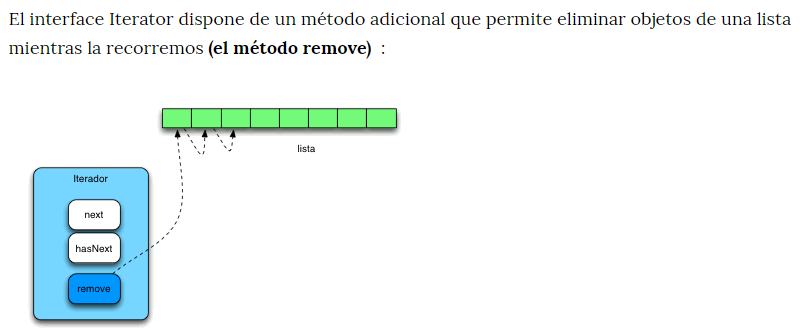 El interface Iterator dispone de un método adicional que permite eliminar objetos de una lista
mientras la recorremos (el método remove) :
lista
Iterador
next
hasNext
remove